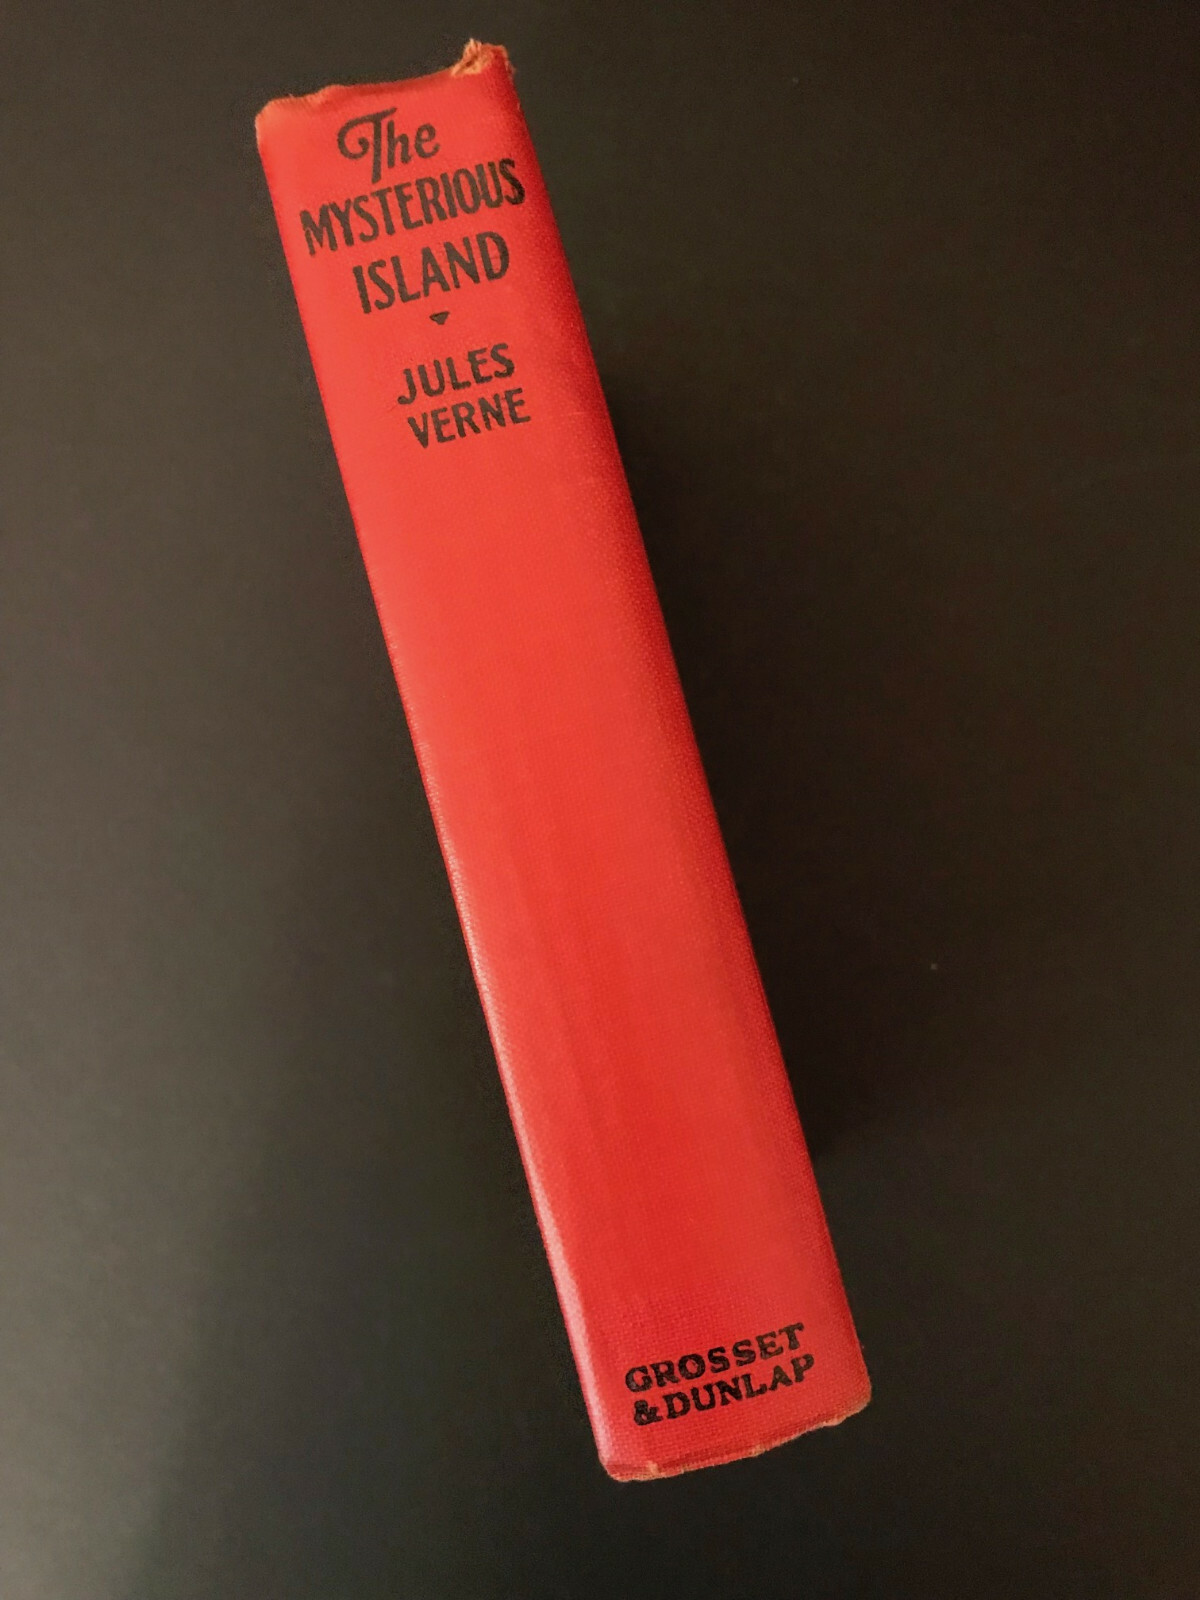 The
MYSTERIOUS
ISLAND
JULES
VERNE
GROSSET
& DUNLAP